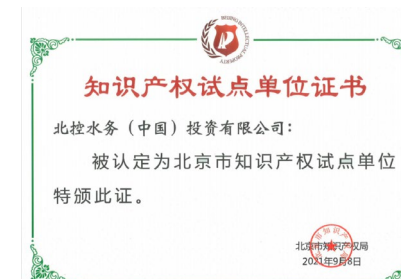 BEIJING INTELLECTUAL PROPERTY
知识产权试点单位证书
北控水务（中国）投资有限公司：
被认定为北京市知识产权试点单位
特颁此证。
北京市知识产权局
2021年9月8日